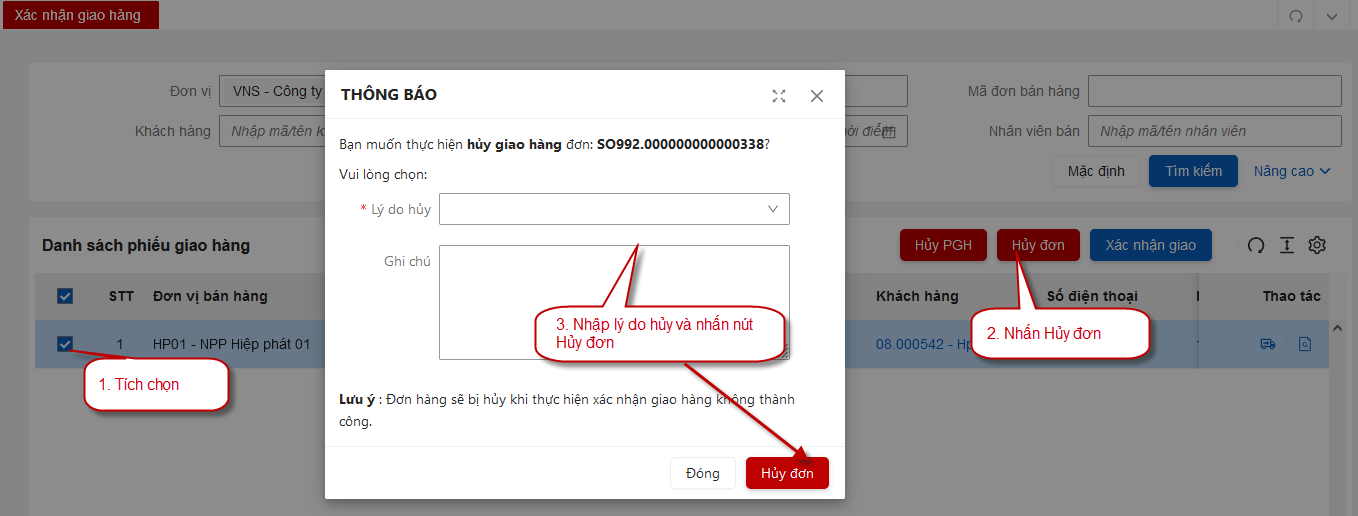 Xác nhận giao hàng
Đơn vị
VNS - Công ty
Mã đơn bán hàng
Khách hàng
Nhập mã/tên k
hời điểm
Nhân viên bán
Nhập mã/tên nhân viên
Mặc định
Tìm kiếm
Nâng cao
Danh sách phiếu giao hàng
Hủy PGH
Hủy đơn
Xác nhận giao
STT
Đơn vị bán hàng
Khách hàng
Số điện thoại
Thao tác
1
HP01 - NPP Hiệp phát 01
08.000542 - Hp
THÔNG BÁO
Bạn muốn thực hiện hủy giao hàng đơn: SO992.000000000000338?
Vui lòng chọn:
* Lý do hủy
Ghi chú
Lưu ý : Đơn hàng sẽ bị hủy khi thực hiện xác nhận giao hàng không thành
công.
Đóng
Hủy đơn
1. Tích chọn
2. Nhấn Hủy đơn
3. Nhập lý do hủy và nhấn nút
Hủy đơn